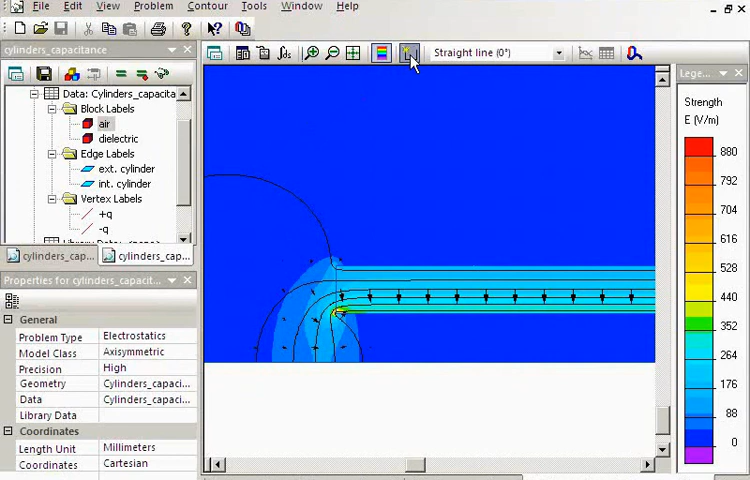 File Edit View Problem Contour Tools Window Help
cylinders_capacitance
Straight line (0°)
Data: Cylinders_capacita
Block Labels
air
dielectric
Edge Labels
ext. cylinder
int. cylinder
Vertex Labels
+q
-q
cylinders_capac...
cylinders_capac...
Properties for cylinders_capacit...
General
Problem Type Electrostatics
Model Class Axisymmetric
Precision High
Geometry Cylinders_capaci...
Data Cylinders_capaci...
Library Data
Coordinates
Length Unit Millimeters
Coordinates Cartesian
Lege...
Strength
E (V/m)
880
792
704
616
528
440
352
264
176
88
0